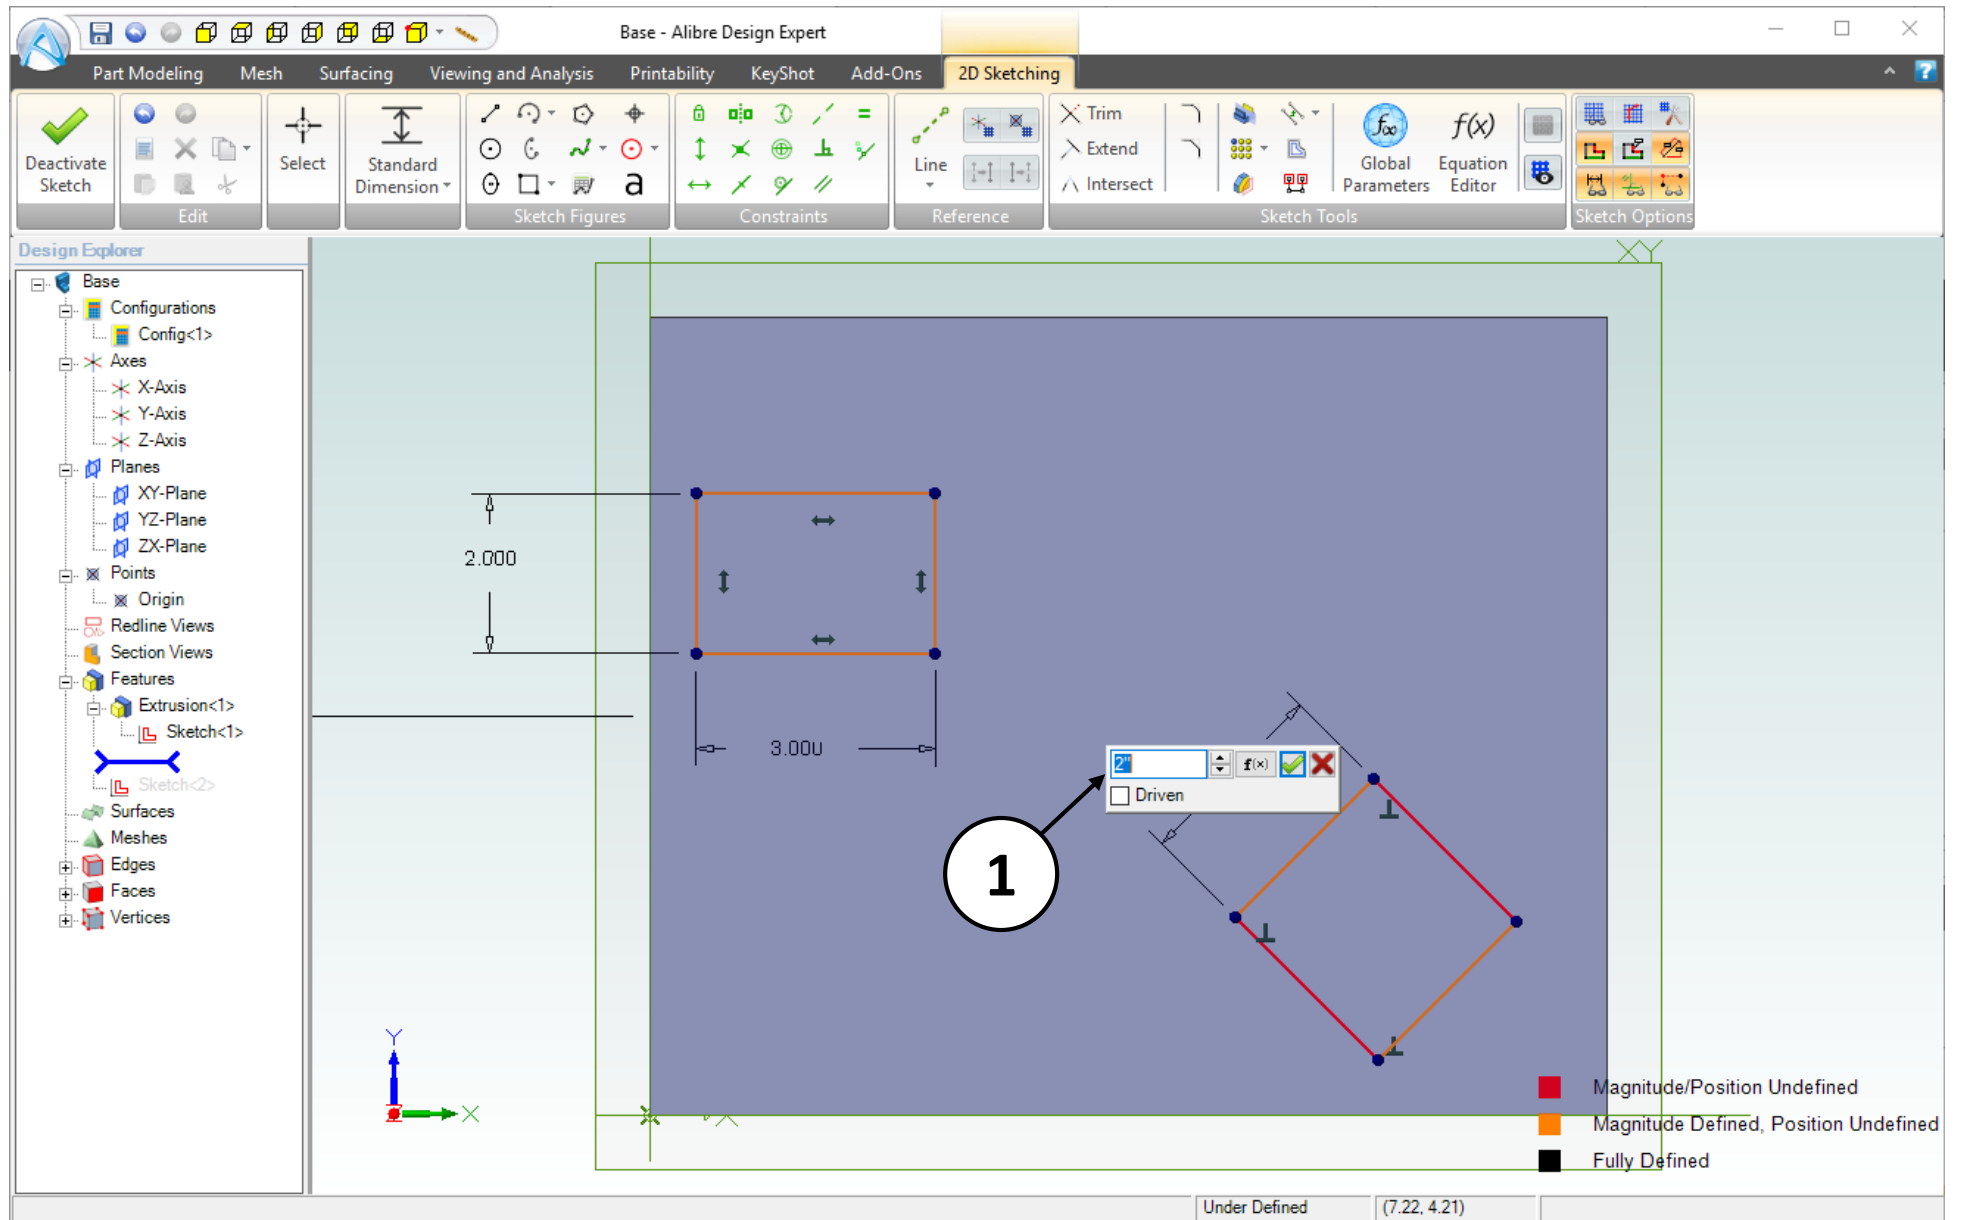 Base - Alibre Design Expert
Part Modeling Mesh Surfacing Viewing and Analysis Printability KeyShot Add-Ons 2D Sketching
Deactivate
Sketch
Edit
Select
Standard
Dimension
a
Sketch Figures
Constraints
Line
Reference
Trim
Extend
Intersect
Global
Parameters
f(x)
Equation
Editor
Sketch Tools
Sketch Options
Design Explorer
Base
Configurations
Config<1>
Axes
X-Axis
Y-Axis
Z-Axis
Planes
XY-Plane
YZ-Plane
ZX-Plane
Points
Origin
Redline Views
Section Views
Features
Extrusion<1>
Sketch<1>
Sketch<2>
Surfaces
Meshes
Edges
Faces
Vertices
XY
2.000
3.00U
2" f(x)
Driven
1
Y
X
X
Magnitude/Position Undefined
Magnitude Defined, Position Undefined
Fully Defined
Under Defined (7.22, 4.21)